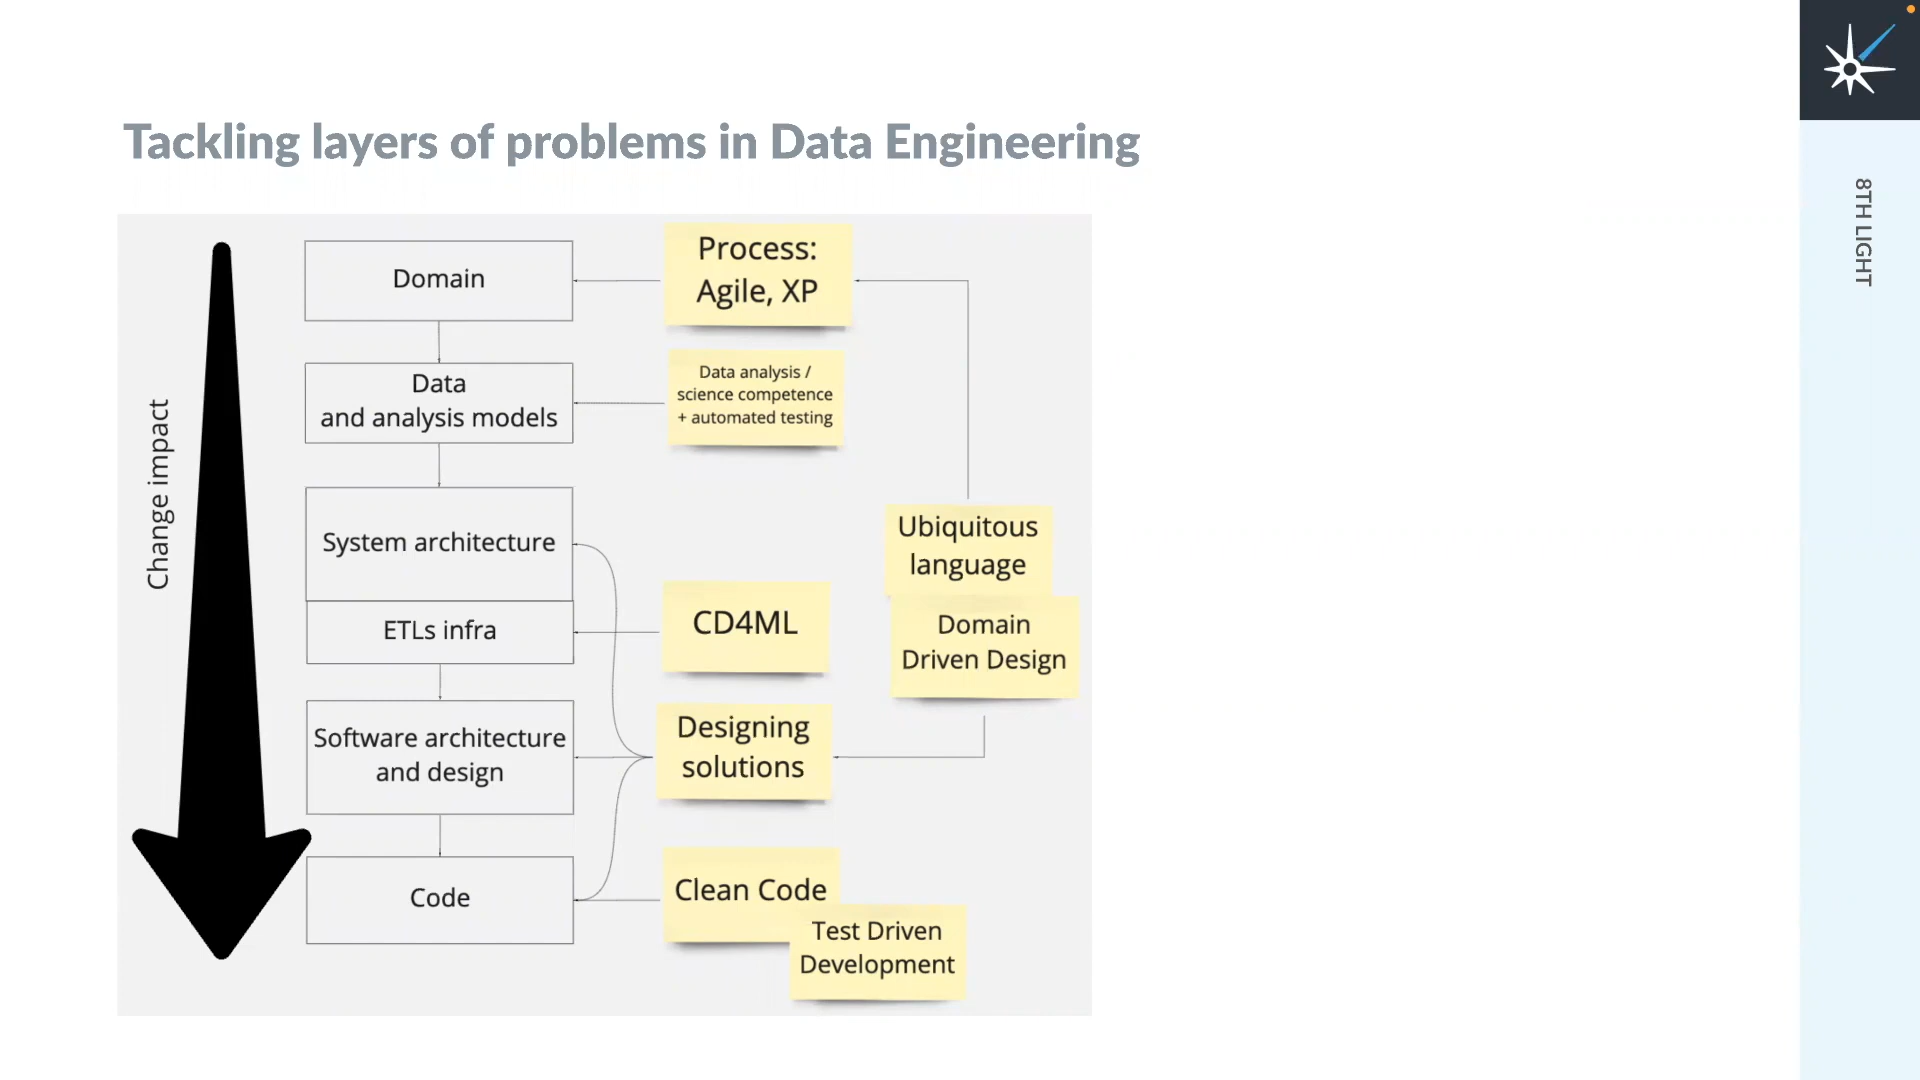 Tackling layers of problems in Data Engineering
8TH LIGHT
Change impact
Domain
Data
and analysis models
System architecture
ETLs infra
Software architecture
and design
Code
Process:
Agile, XP
Data analysis /
science competence
+ automated testing
CD4ML
Designing
solutions
Clean Code
Test Driven
Development
Ubiquitous
language
Domain
Driven Design